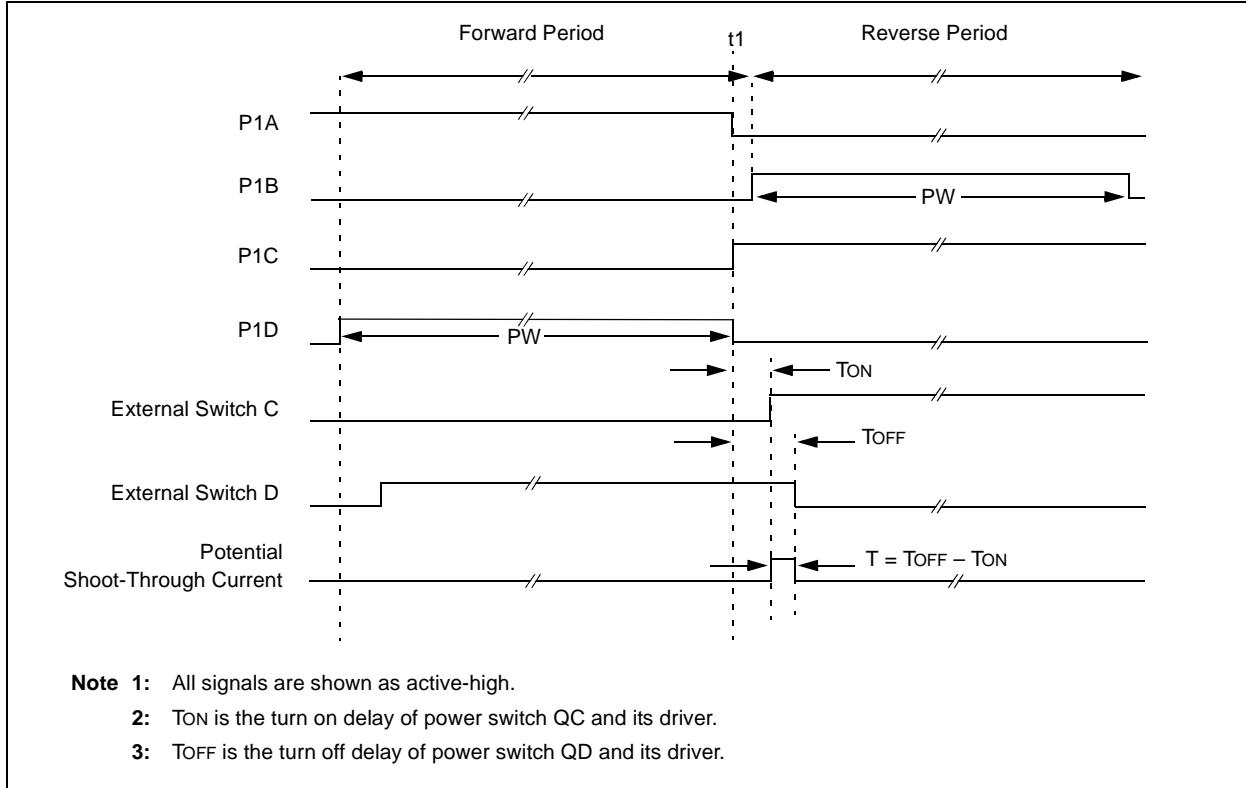 Forward Period
t1
Reverse Period
P1A
P1B
PW
P1C
P1D
PW
TON
External Switch C
TOFF
External Switch D
Potential
Shoot-Through Current
T = TOFF – TON
Note 1: All signals are shown as active-high.
2: TON is the turn on delay of power switch QC and its driver.
3: TOFF is the turn off delay of power switch QD and its driver.